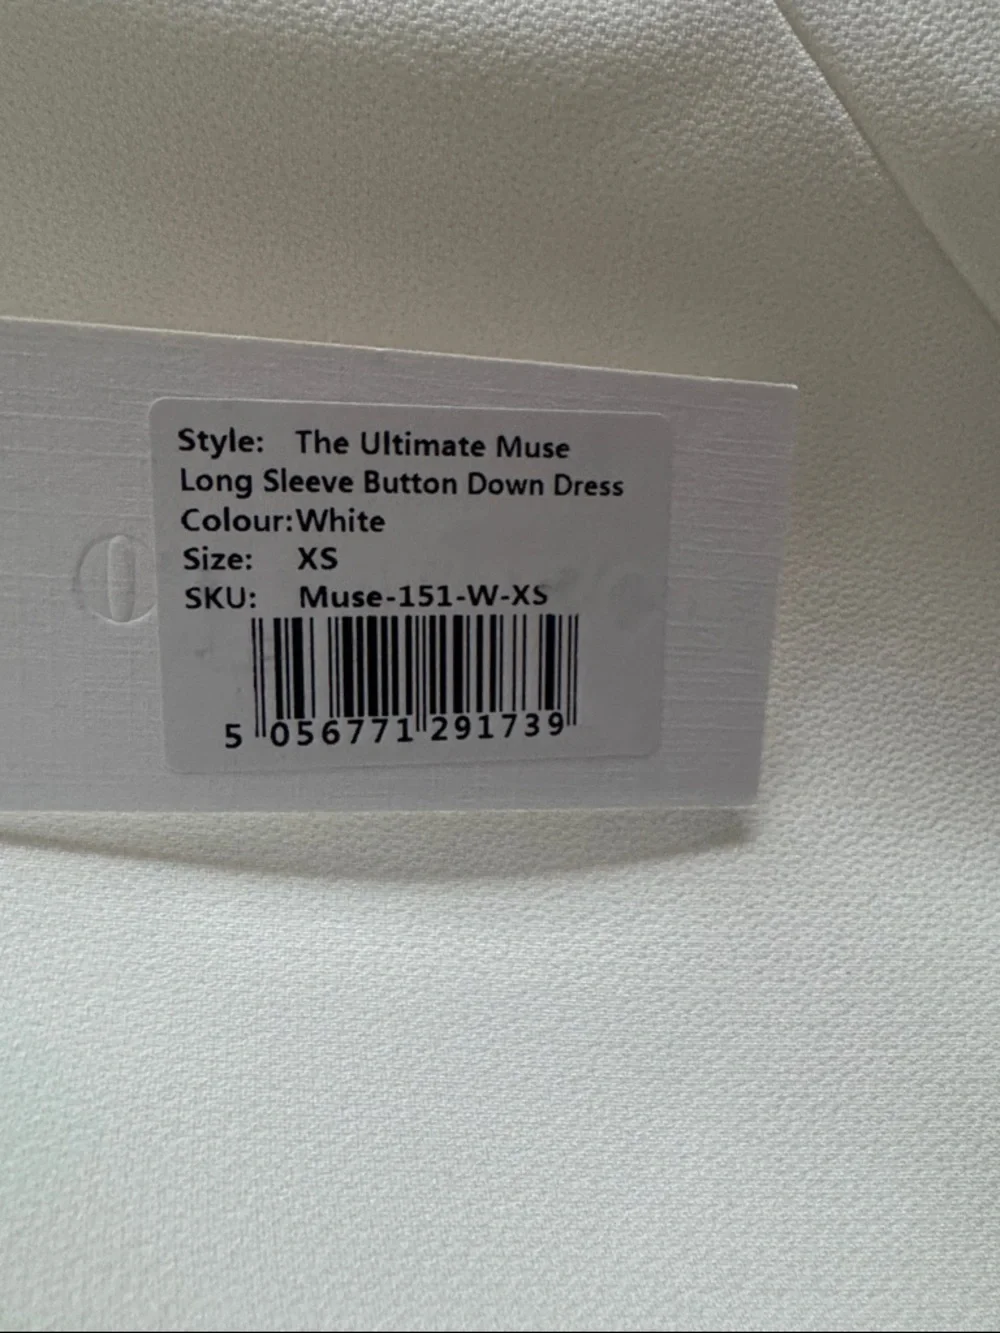 Style: The Ultimate Muse
Long Sleeve Button Down Dress
Colour:White
Size: XS
SKU: Muse-151-W-XS
5 056771 291739